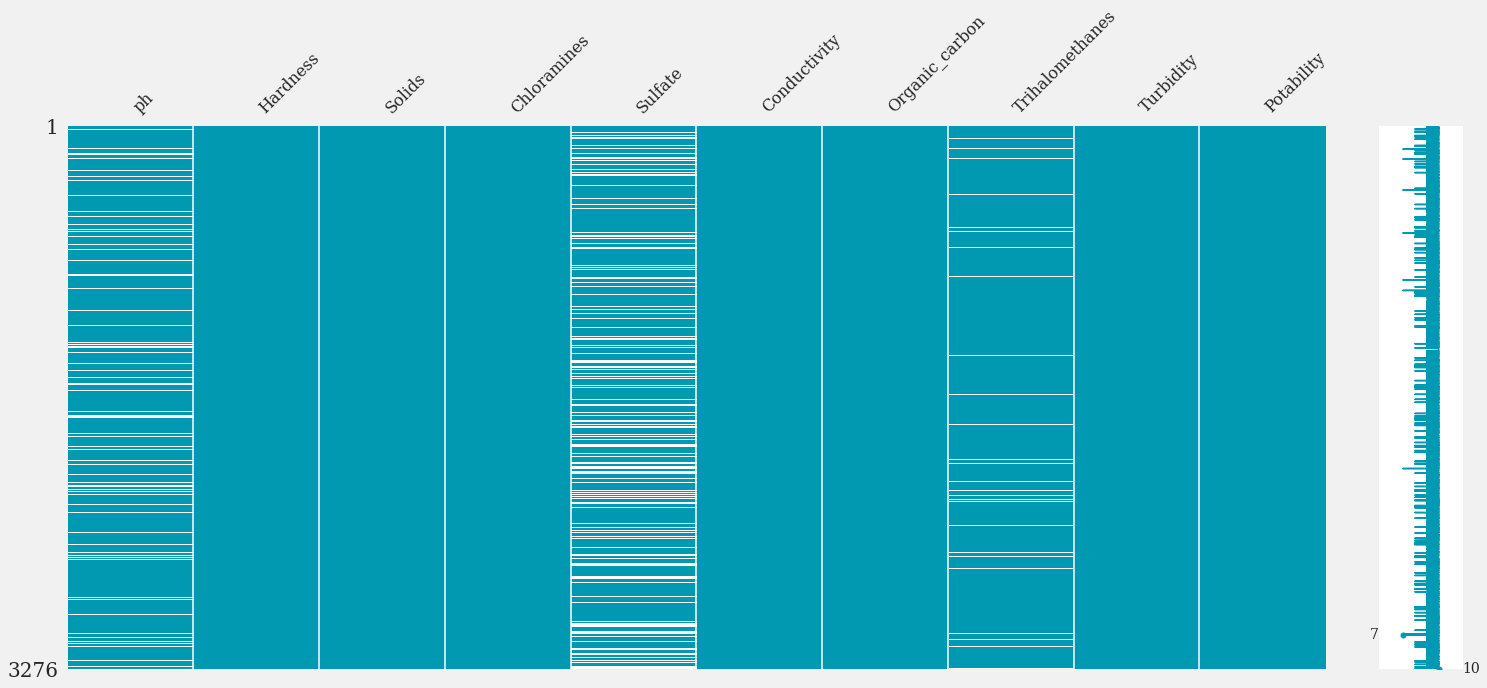 ph
Hardness
Solids
Chloramines
Sulfate
Conductivity
Organic_carbon
Trihalomethanes
Turbidity
Potability
1
7
3276
10